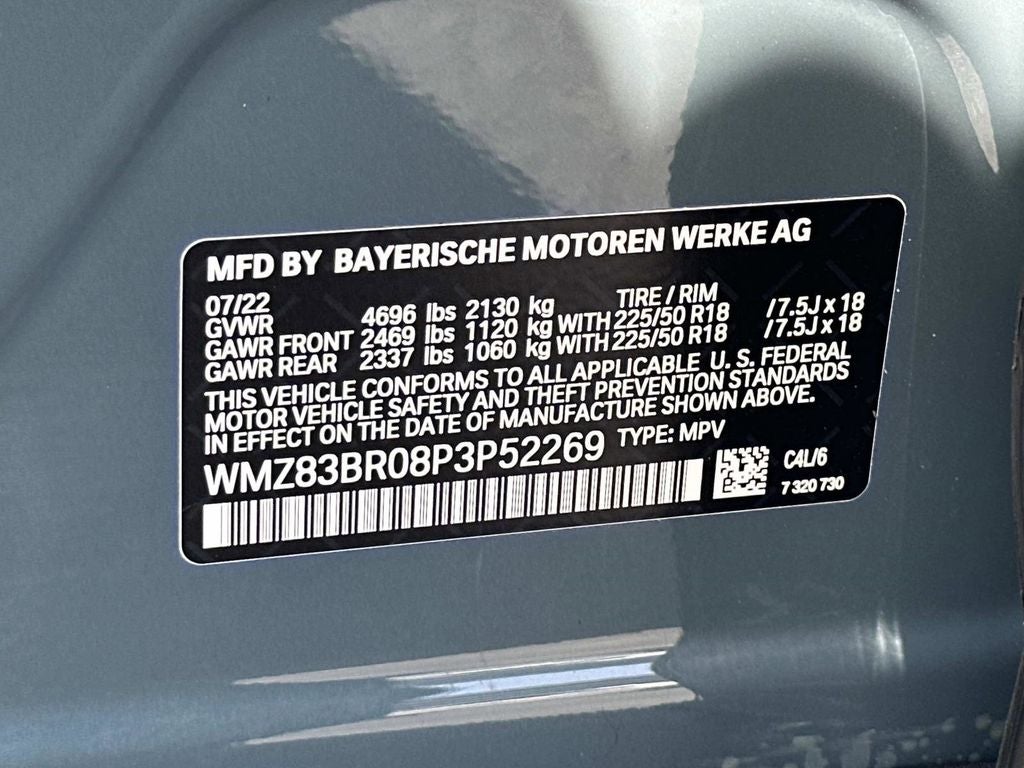 MFD BY BAYERISCHE MOTOREN WERKE AG
07/22 TIRE / RIM
GVWR 4696 lbs 2130 kg
GAWR FRONT 2469 lbs 1120 kg WITH 225/50 R18 /7.5J x 18
GAWR REAR 2337 lbs 1060 kg WITH 225/50 R18 /7.5J x 18
THIS VEHICLE CONFORMS TO ALL APPLICABLE U. S. FEDERAL
MOTOR VEHICLE SAFETY AND THEFT PREVENTION STANDARDS
IN EFFECT ON THE DATE OF MANUFACTURE SHOWN ABOVE.
WMZ83BR08P3P52269 TYPE: MPV
C4L/6
7 320 730